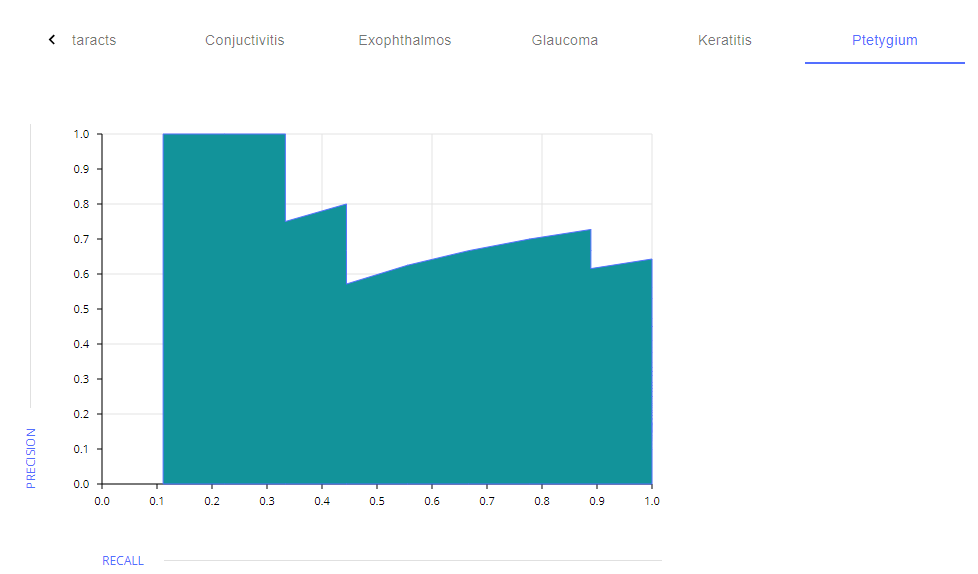 taracts Conjuctivitis Exophthalmos Glaucoma Keratitis Ptetygium
1.0
0.9
0.8
0.7
0.6
0.5
0.4
0.3
0.2
0.1
0.0
PRECISION
0.0 0.1 0.2 0.3 0.4 0.5 0.6 0.7 0.8 0.9 1.0
RECALL